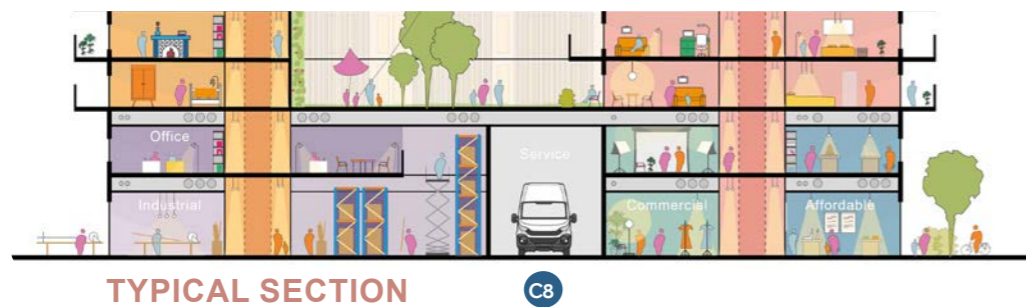 Office
Service
Industrial
Commercial
Affordable
TYPICAL SECTION
C8